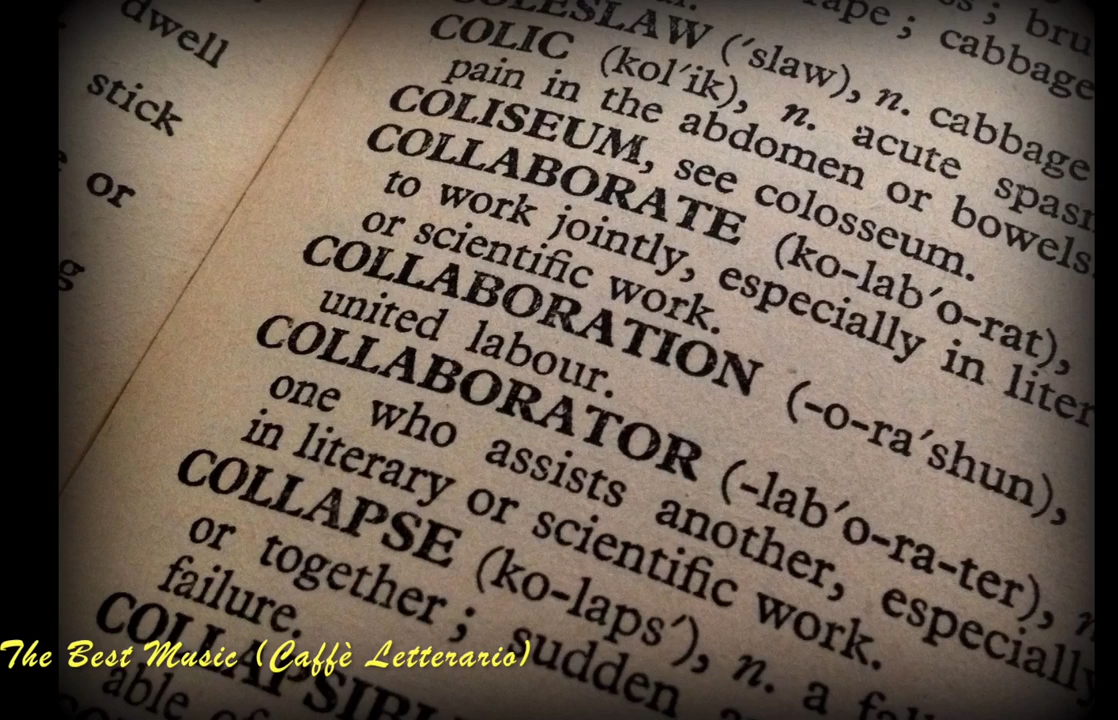 dwell
stick
or
g
COLESLAW ('slaw), n. cabbage
COLIC (kol'ik), n. acute
pain in the abdomen or bowels.
COLISEUM, see colosseum.
COLLABORATE (ko-lab'o-rat),
to work jointly, especially in liter
or scientific work.
COLLABORATION (-o-ra'shun),
united labour.
COLLABORATOR (-lab'o-ra-ter), n
one who assists another, especially
in literary or scientific work.
COLLAPSE (ko-laps'), n. a
or together; sudden
failure.
able of
The Best Music (Caffè Letterario)